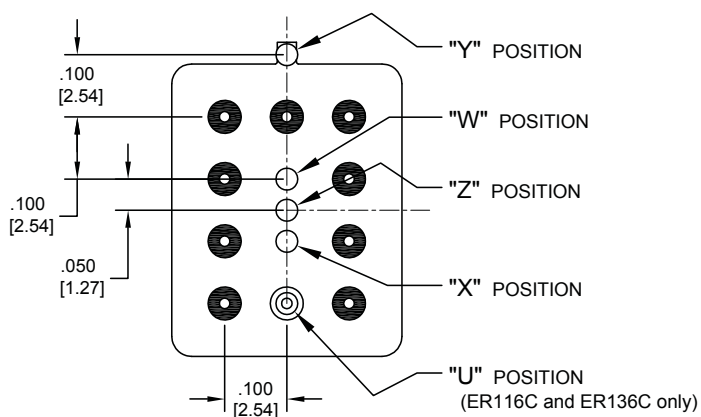 "Y" POSITION
.100
[2.54]
"W" POSITION
"Z" POSITION
.100
[2.54]
.050
[1.27]
"X" POSITION
.100
[2.54]
"U" POSITION
(ER116C and ER136C only)